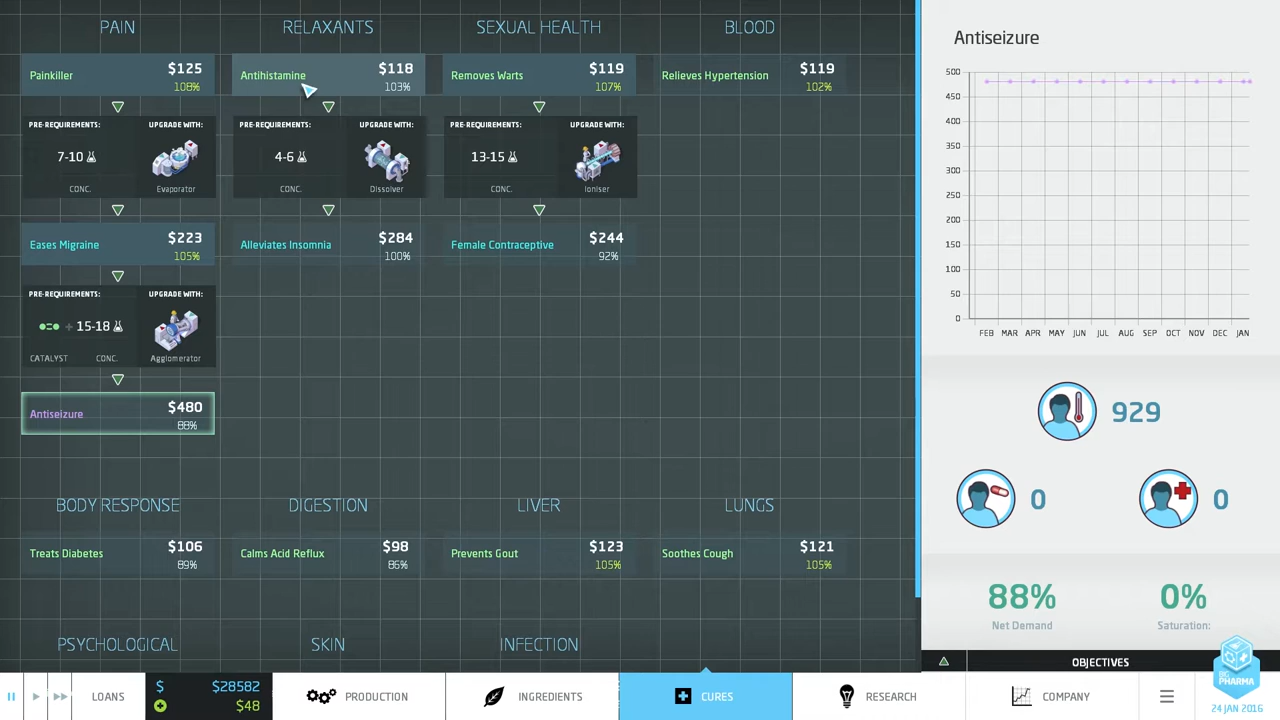 PAIN
RELAXANTS
SEXUAL HEALTH
BLOOD
Painkiller
$125
108%
Antihistamine
$118
103%
Removes Warts
$119
107%
Relieves Hypertension
$119
102%
PRE-REQUIREMENTS:
UPGRADE WITH:
7-10
CONC.
Evaporator
PRE-REQUIREMENTS:
UPGRADE WITH:
4-6
CONC.
Dissolver
PRE-REQUIREMENTS:
UPGRADE WITH:
13-15
CONC.
Ioniser
Eases Migraine
$223
105%
Alleviates Insomnia
$284
100%
Female Contraceptive
$244
92%
PRE-REQUIREMENTS:
UPGRADE WITH:
+ 15-18
CATALYST
CONC.
Agglomerator
Antiseizure
$480
88%
BODY RESPONSE
DIGESTION
LIVER
LUNGS
Treats Diabetes
$106
89%
Calms Acid Reflux
$98
86%
Prevents Gout
$123
105%
Soothes Cough
$121
105%
PSYCHOLOGICAL
SKIN
INFECTION
Antiseizure
500
450
400
350
300
250
200
150
100
50
0
FEB MAR APR MAY JUN JUL AUG SEP OCT NOV DEC JAN
929
0
0
88%
Net Demand
0%
Saturation:
OBJECTIVES
LOANS
$ $28582
$48
PRODUCTION
INGREDIENTS
CURES
RESEARCH
COMPANY
BIG
PHARMA
24 JAN 2016